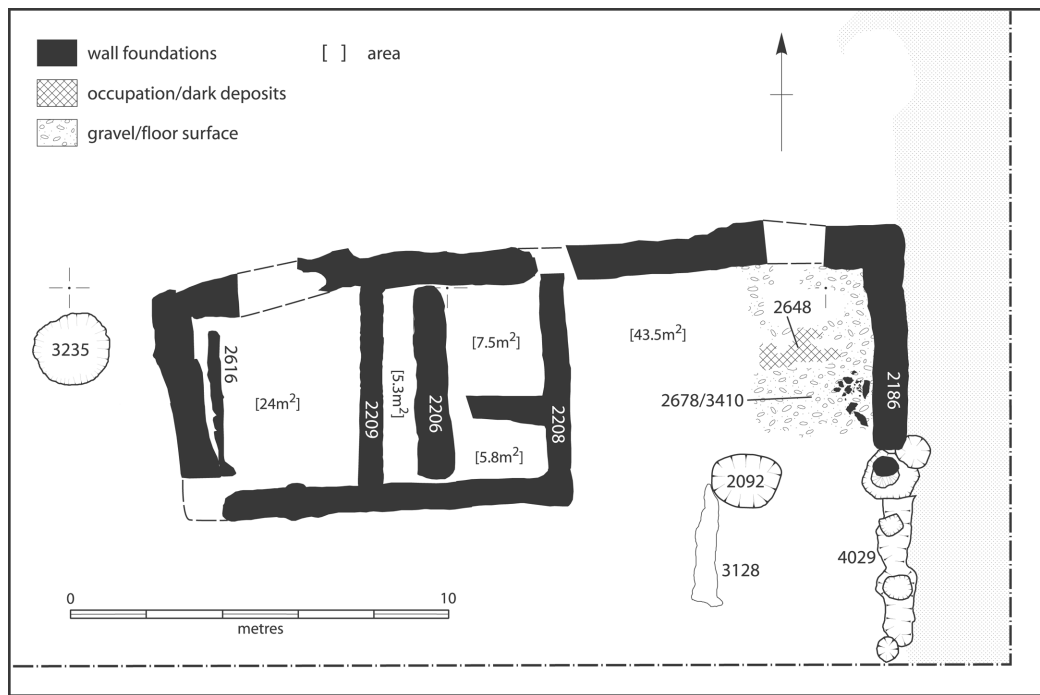 wall foundations
[ ] area
occupation/dark deposits
gravel/floor surface
3235
2616
[24m²]
2209
[5.3m²]
2206
[7.5m²]
[5.8m²]
2208
[43.5m²]
2648
2678/3410
2186
2092
3128
4029
0 10
metres